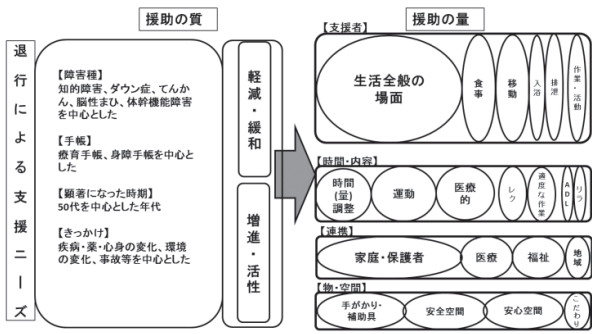 援助の質
援助の量
退行による支援ニーズ
【障害種】
知的障害、ダウン症、てんか
ん、脳性まひ、体幹機能障害
を中心とした
【手帳】
療育手帳、身障手帳を中心と
した
【顕著になった時期】
50代を中心とした年代
【きっかけ】
疾病・薬・心身の変化、環境
の変化、事故等を中心とした
軽減・緩和
増進・活性
【支援者】
生活全般の
場面
食事
移動
入浴
排泄
作業・活動
【時間・内容】
時間
(量)
調整
運動
医療
的
レク
適度な作業
ADL
リラ
【連携】
家庭・保護者
医療
福祉
地域
【物・空間】
手がかり・
補助具
安全空間
安心空間
こだわり